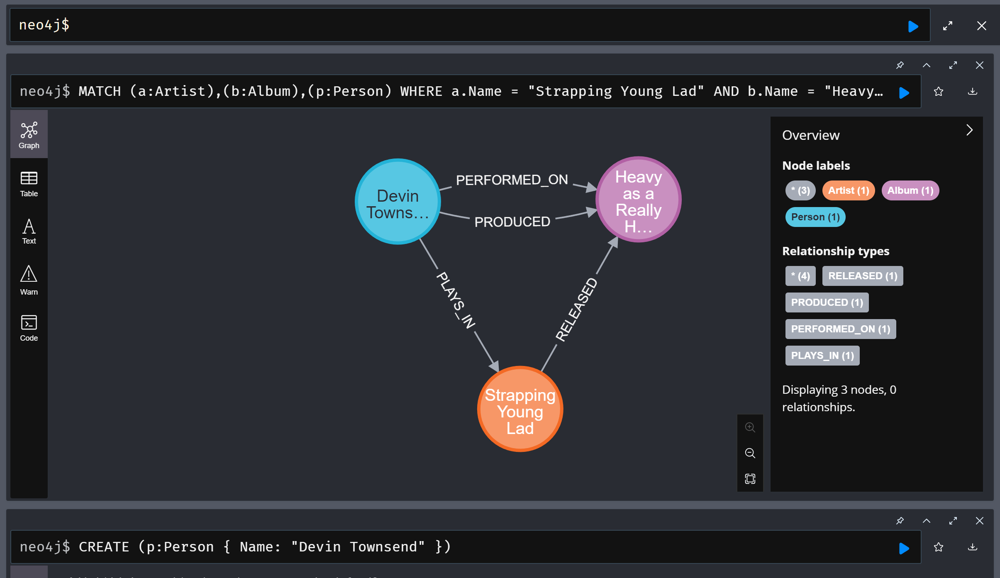 neo4j$
neo4j$ MATCH (a:Artist),(b:Album),(p:Person) WHERE a.Name = "Strapping Young Lad" AND b.Name = "Heavy…
Graph
Table
Text
Warn
Code
Devin
Towns…
PERFORMED_ON
PRODUCED
Heavy
as a
Really
H…
PLAYS_IN
RELEASED
Strapping
Young
Lad
Overview
Node labels
* (3) Artist (1) Album (1)
Person (1)
Relationship types
* (4) RELEASED (1)
PRODUCED (1)
PERFORMED_ON (1)
PLAYS_IN (1)
Displaying 3 nodes, 0
relationships.
neo4j$ CREATE (p:Person { Name: "Devin Townsend" })